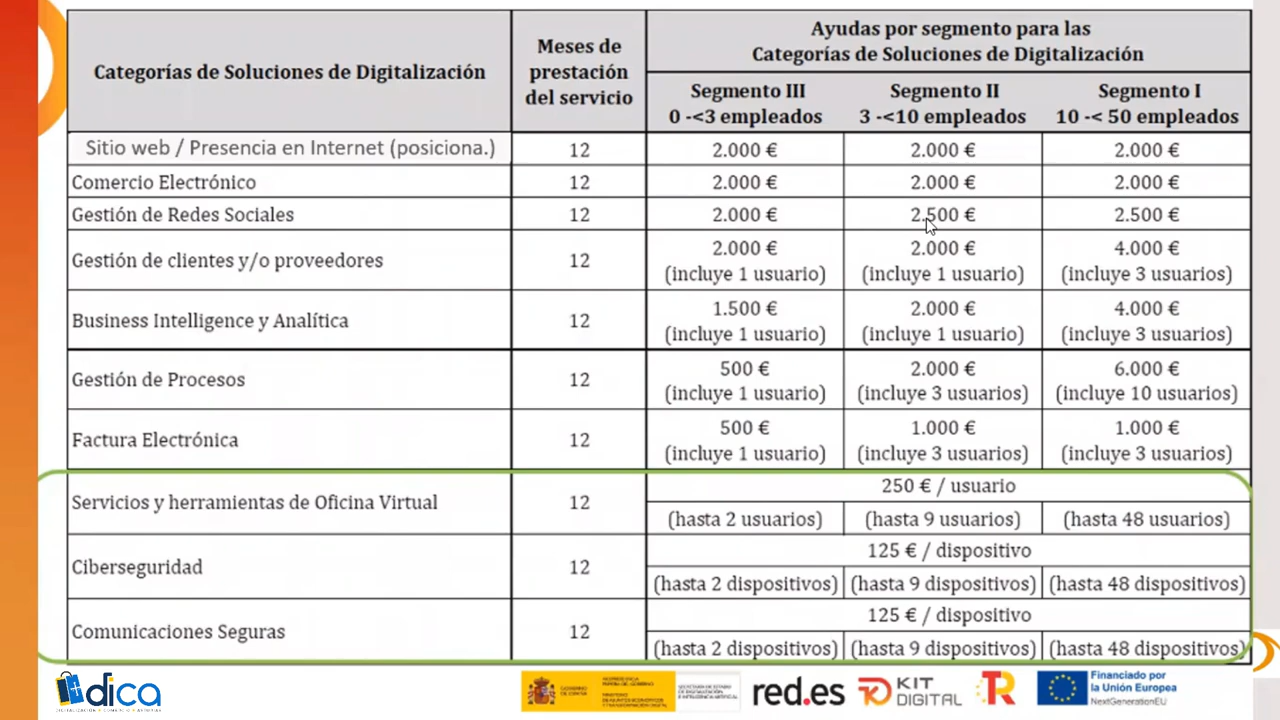 Categorías de Soluciones de Digitalización
Meses de
prestación
del servicio
Ayudas por segmento para las
Categorías de Soluciones de Digitalización
Segmento III
0 -<3 empleados
Segmento II
3 -<10 empleados
Segmento I
10 -< 50 empleados
Sitio web / Presencia en Internet (posiciona.) 12 2.000 € 2.000 € 2.000 €
Comercio Electrónico 12 2.000 € 2.000 € 2.000 €
Gestión de Redes Sociales 12 2.000 € 2.500 € 2.500 €
Gestión de clientes y/o proveedores 12
2.000 € 2.000 € 4.000 €
(incluye 1 usuario) (incluye 1 usuario) (incluye 3 usuarios)
Business Intelligence y Analítica 12
1.500 € 2.000 € 4.000 €
(incluye 1 usuario) (incluye 1 usuario) (incluye 3 usuarios)
Gestión de Procesos 12
500 € 2.000 € 6.000 €
(incluye 1 usuario) (incluye 3 usuarios) (incluye 10 usuarios)
Factura Electrónica 12
500 € 1.000 € 1.000 €
(incluye 1 usuario) (incluye 3 usuarios) (incluye 3 usuarios)
Servicios y herramientas de Oficina Virtual 12
250 € / usuario
(hasta 2 usuarios) (hasta 9 usuarios) (hasta 48 usuarios)
Ciberseguridad 12
125 € / dispositivo
(hasta 2 dispositivos) (hasta 9 dispositivos) (hasta 48 dispositivos)
Comunicaciones Seguras 12
125 € / dispositivo
(hasta 2 dispositivos) (hasta 9 dispositivos) (hasta 48 dispositivos)
dica
red.es
KIT
DIGITAL
Financiado por
la Unión Europea
NextGenerationEU